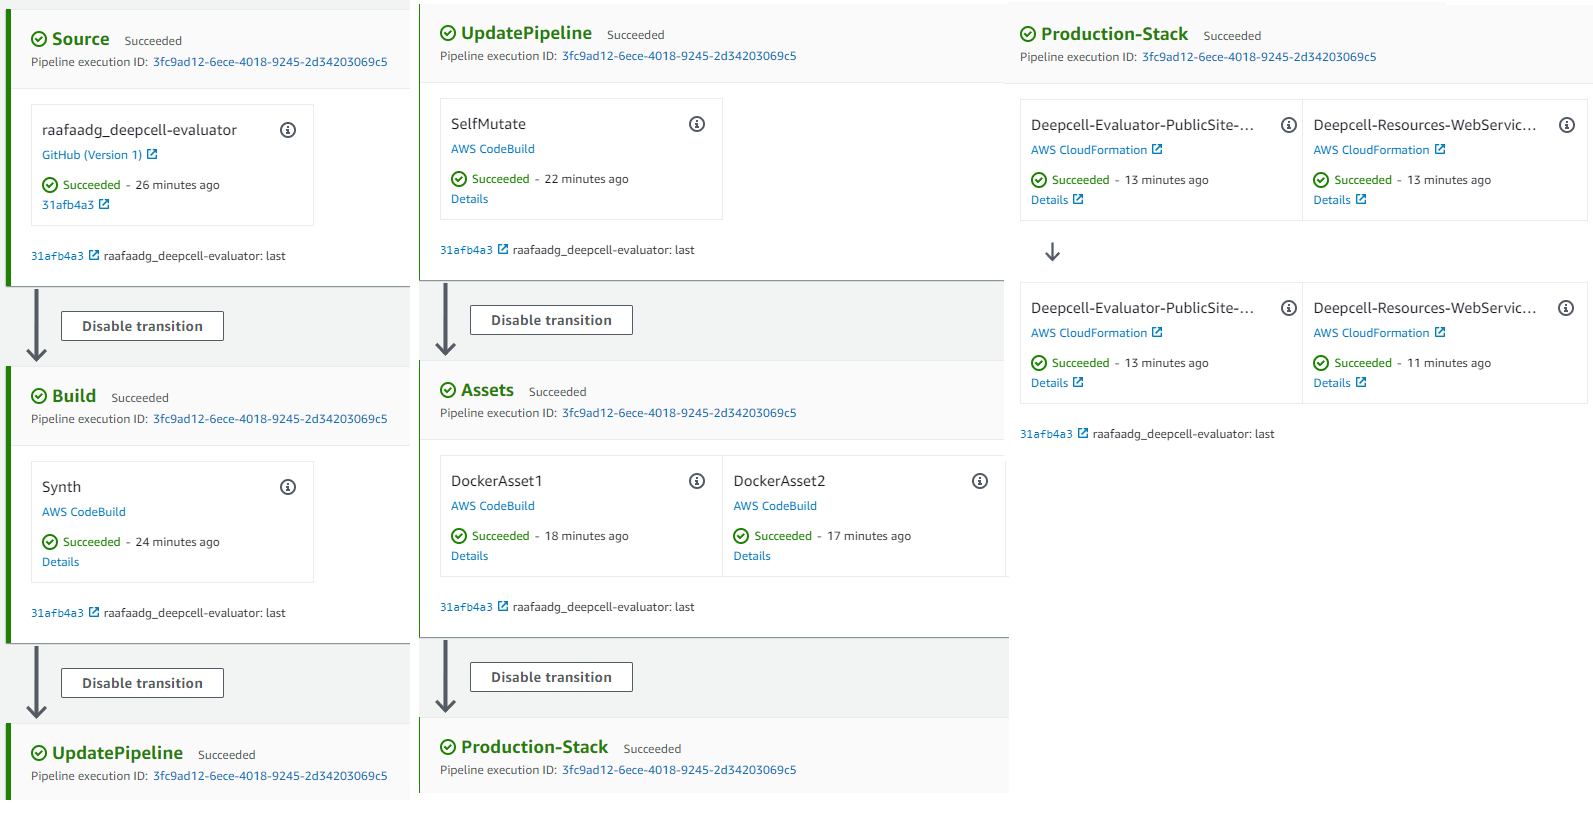 Source Succeeded
Pipeline execution ID: 3fc9ad12-6ece-4018-9245-2d34203069c5
raafaadg_deepcell-evaluator
GitHub (Version 1)
Succeeded - 26 minutes ago
31afb4a3
31afb4a3 raafaadg_deepcell-evaluator: last
Disable transition
Build Succeeded
Pipeline execution ID: 3fc9ad12-6ece-4018-9245-2d34203069c5
Synth
AWS CodeBuild
Succeeded - 24 minutes ago
Details
31afb4a3 raafaadg_deepcell-evaluator: last
Disable transition
UpdatePipeline Succeeded
Pipeline execution ID: 3fc9ad12-6ece-4018-9245-2d34203069c5
UpdatePipeline Succeeded
Pipeline execution ID: 3fc9ad12-6ece-4018-9245-2d34203069c5
SelfMutate
AWS CodeBuild
Succeeded - 22 minutes ago
Details
31afb4a3 raafaadg_deepcell-evaluator: last
Disable transition
Assets Succeeded
Pipeline execution ID: 3fc9ad12-6ece-4018-9245-2d34203069c5
DockerAsset1
AWS CodeBuild
Succeeded - 18 minutes ago
Details
DockerAsset2
AWS CodeBuild
Succeeded - 17 minutes ago
Details
31afb4a3 raafaadg_deepcell-evaluator: last
Disable transition
Production-Stack Succeeded
Pipeline execution ID: 3fc9ad12-6ece-4018-9245-2d34203069c5
Production-Stack Succeeded
Pipeline execution ID: 3fc9ad12-6ece-4018-9245-2d34203069c5
Deepcell-Evaluator-PublicSite-...
AWS CloudFormation
Succeeded - 13 minutes ago
Details
Deepcell-Resources-WebServic...
AWS CloudFormation
Succeeded - 13 minutes ago
Details
Deepcell-Evaluator-PublicSite-...
AWS CloudFormation
Succeeded - 13 minutes ago
Details
Deepcell-Resources-WebServic...
AWS CloudFormation
Succeeded - 11 minutes ago
Details
31afb4a3 raafaadg_deepcell-evaluator: last